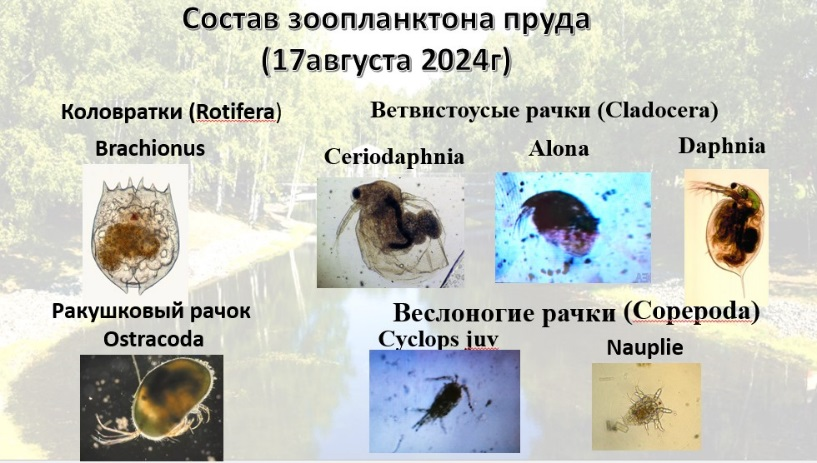 Состав зоопланктона пруда
(17августа 2024г)
Коловратки (Rotifera)
Brachionus
Ветвистоусые рачки (Cladocera)
Ceriodaphnia
Alona
Daphnia
Ракушковый рачок
Ostracoda
Веслоногие рачки (Copepoda)
Cyclops juv
Nauplie